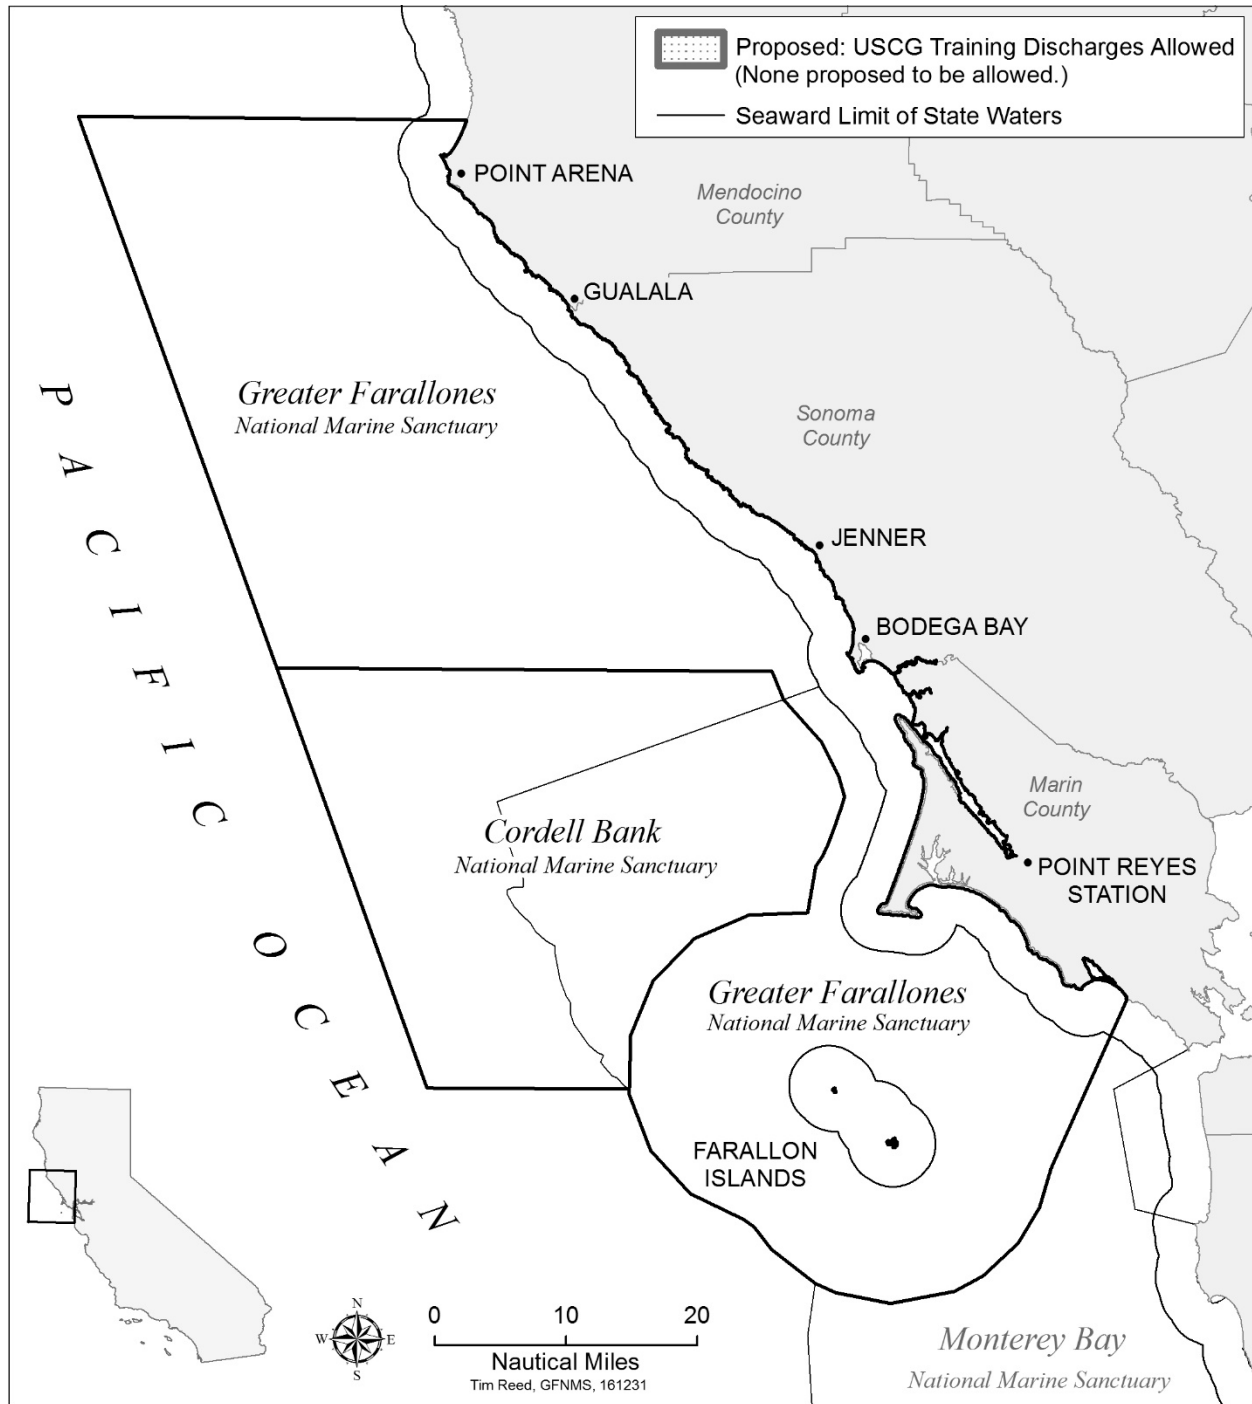 Proposed: USCG Training Discharges Allowed
(None proposed to be allowed.)
Seaward Limit of State Waters
POINT ARENA
Mendocino
County
GUALALA
Greater Farallones
National Marine Sanctuary
Sonoma
County
JENNER
BODEGA BAY
PACIFIC OCEAN
Marin
County
Cordell Bank
National Marine Sanctuary
POINT REYES
STATION
Greater Farallones
National Marine Sanctuary
FARALLON
ISLANDS
N
W E
S
0 10 20
Nautical Miles
Tim Reed, GFNMS, 161231
Monterey Bay
National Marine Sanctuary